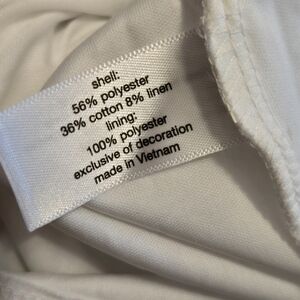 shell:
56% polyester
36% cotton 8% linen
lining:
100% polyester
exclusive of decoration
made in Vietnam